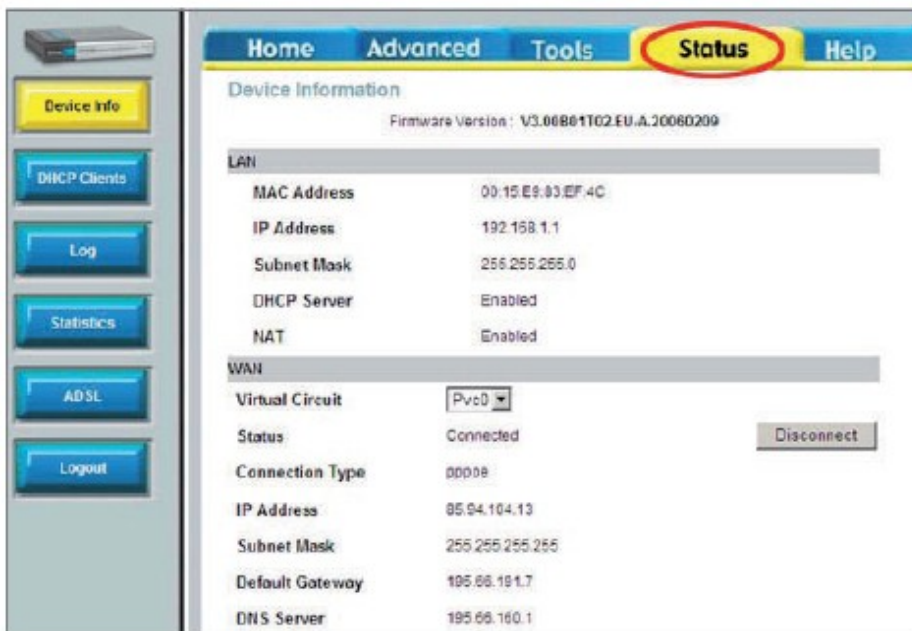 Home Advanced Tools Status Help
Device Info
DHCP Clients
Log
Statistics
ADSL
Logout
Device Information
Firmware Version : V3.00B01T02.EU-A.20060209
LAN
MAC Address 00:15:E9:83:EF:4C
IP Address 192.168.1.1
Subnet Mask 255.255.255.0
DHCP Server Enabled
NAT Enabled
WAN
Virtual Circuit Pvc0
Status Connected Disconnect
Connection Type pppoe
IP Address 85.94.104.13
Subnet Mask 255.255.255.255
Default Gateway 195.66.191.7
DNS Server 195.66.160.1